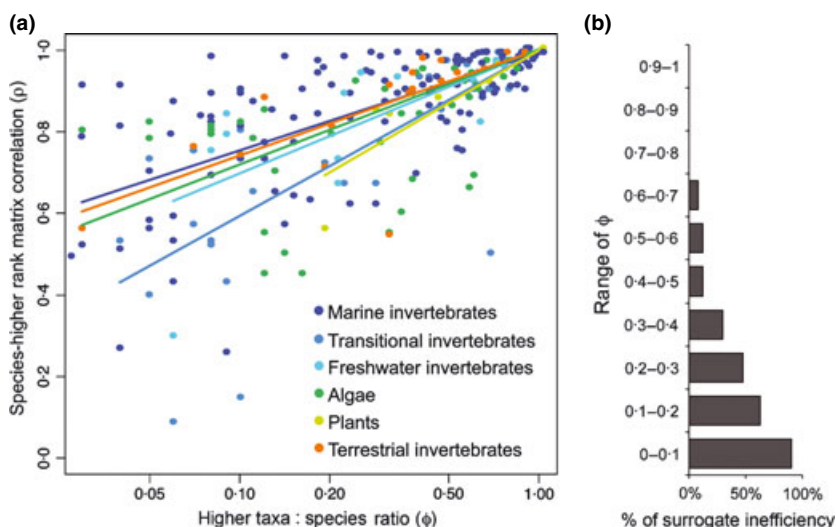 (a)
Species-higher rank matrix correlation (ρ)
1·0
0·8
0·6
0·4
0·2
0·0
Marine invertebrates
Transitional invertebrates
Freshwater invertebrates
Algae
Plants
Terrestrial invertebrates
0·05
0·10
0·20
0·50
1·00
Higher taxa : species ratio (ϕ)
(b)
Range of ϕ
0·9–1
0·8–0·9
0·7–0·8
0·6–0·7
0·5–0·6
0·4–0·5
0·3–0·4
0·2–0·3
0·1–0·2
0–0·1
0%
50%
100%
% of surrogate inefficiency